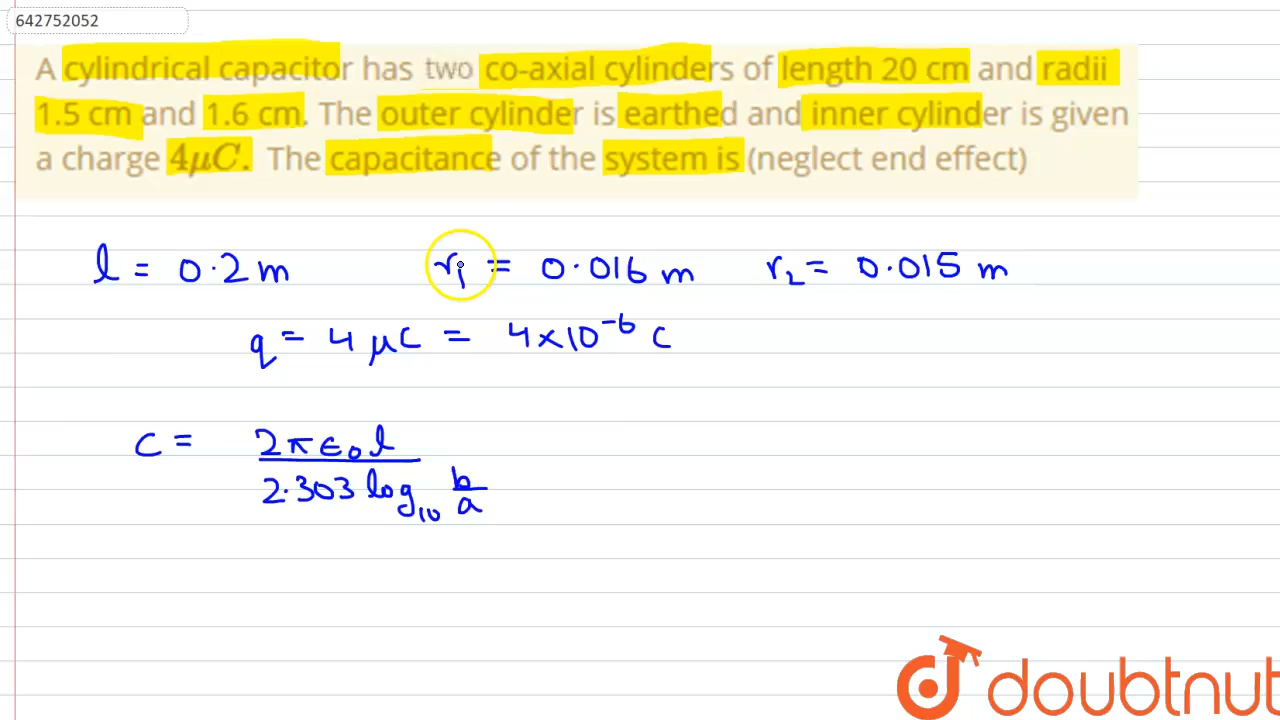 642752052
A cylindrical capacitor has two co-axial cylinders of length 20 cm and radii
1.5 cm and 1.6 cm. The outer cylinder is earthed and inner cylinder is given
a charge 4μC. The capacitance of the system is (neglect end effect)
l = 0.2 m r₁ = 0.016 m r₂ = 0.015 m
q = 4 μC = 4×10⁻⁶ C
C = 2π ε₀ l / 2.303 log₁₀ b/a
doubtnut